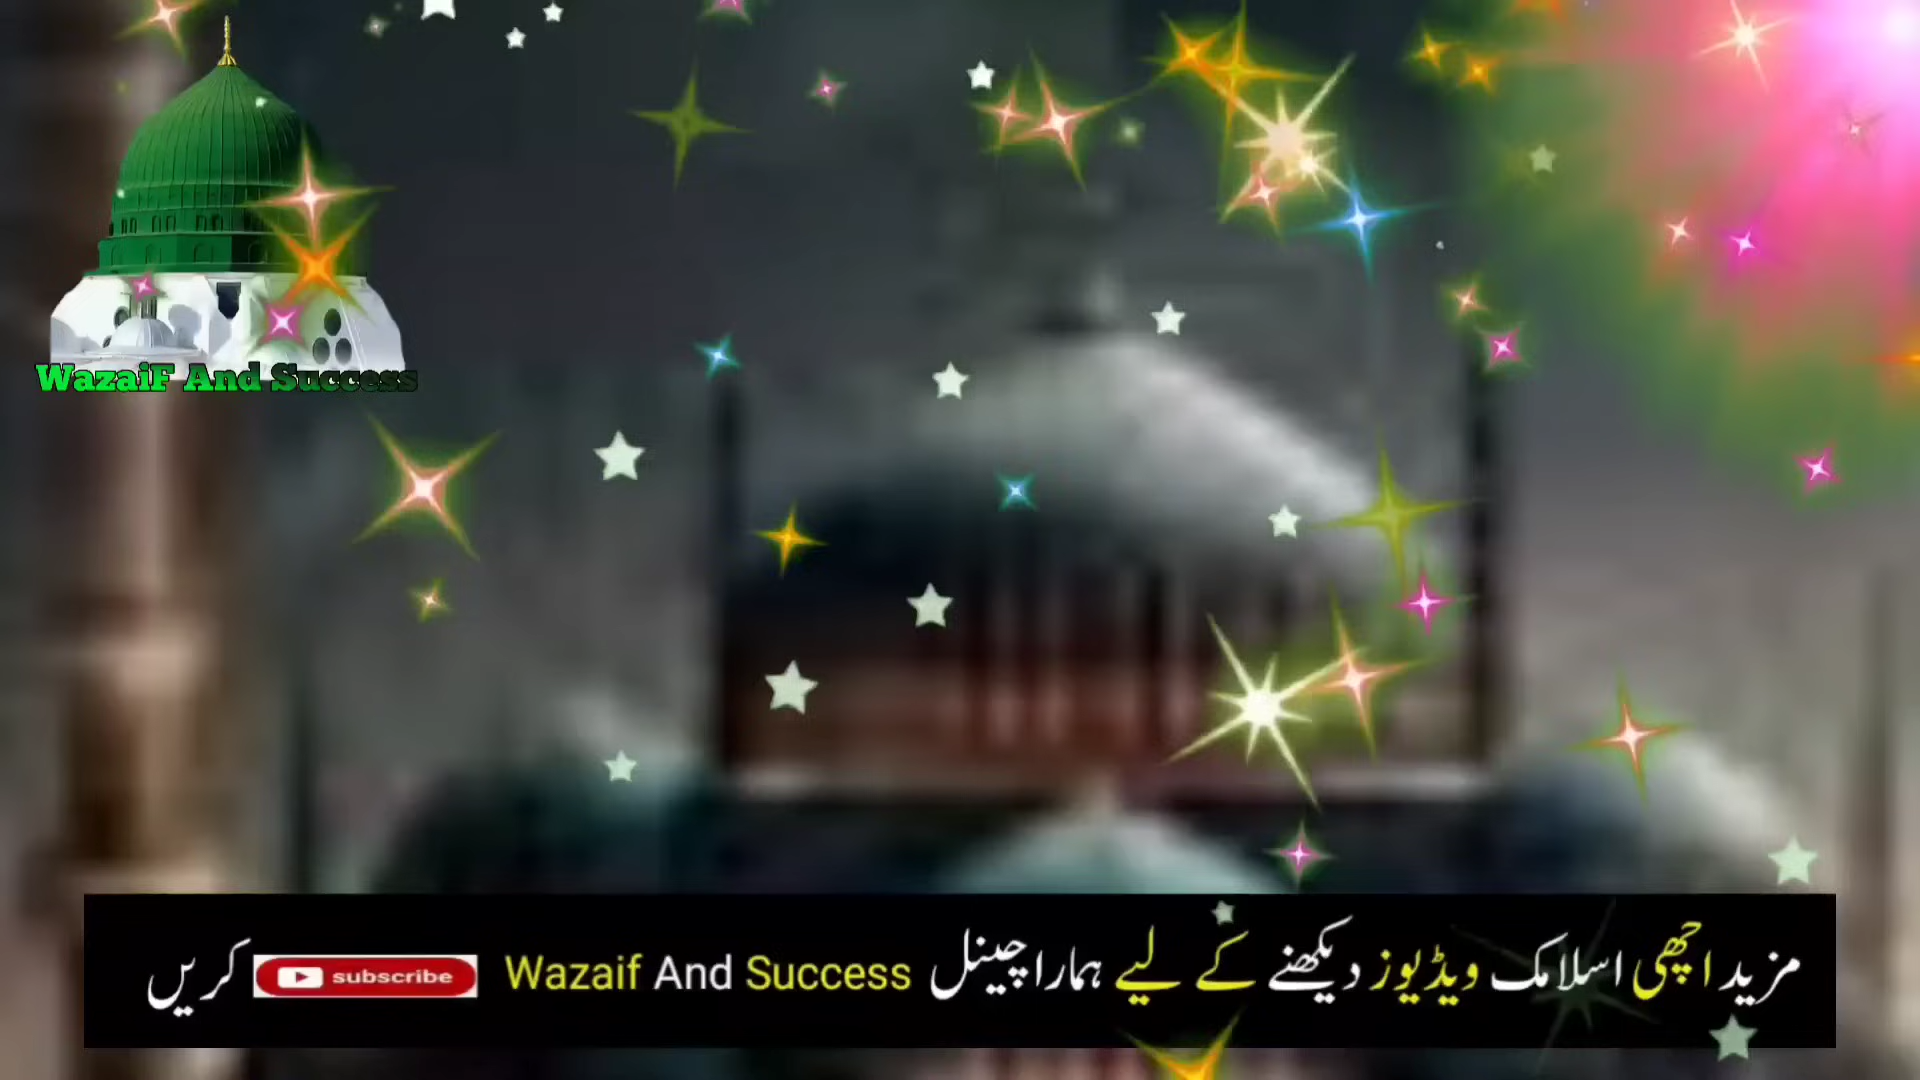 WazaiF And Success
مزید اچھی اسلامک ویڈیوز دیکھنے کے لیے ہمارا چینل Wazaif And Success subscribe کریں